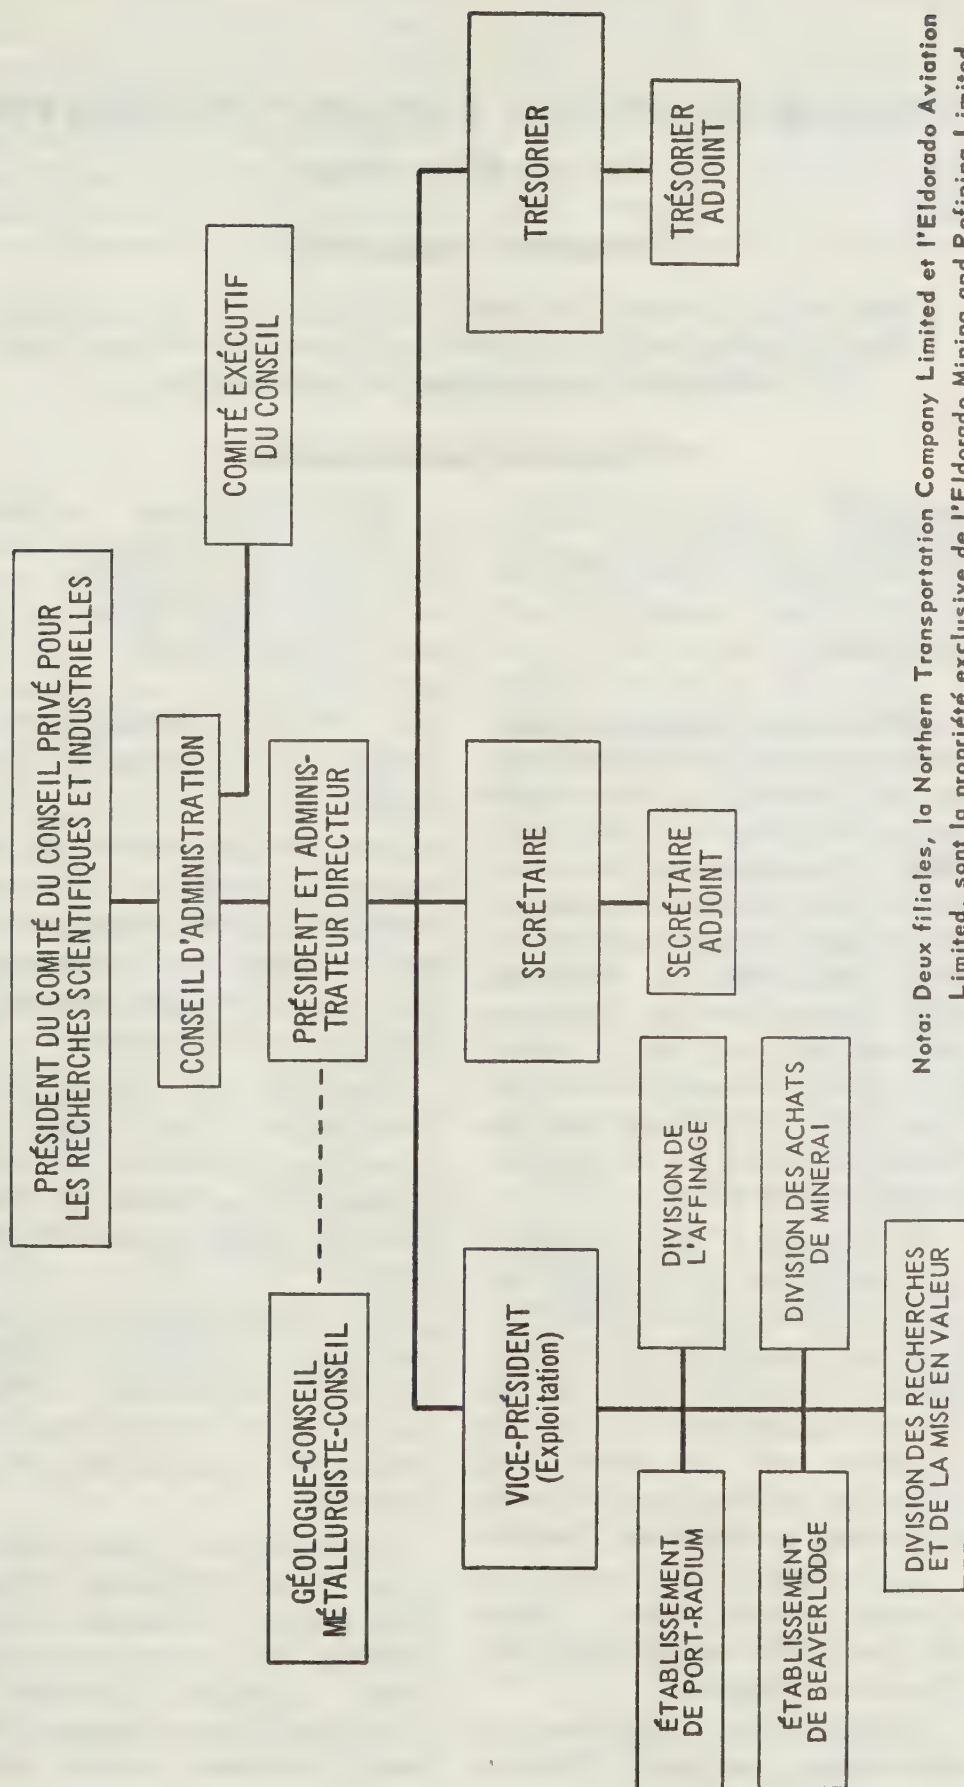 PRÉSIDENT DU COMITÉ DU CONSEIL PRIVÉ POUR
LES RECHERCHES SCIENTIFIQUES ET INDUSTRIELLES
CONSEIL D'ADMINISTRATION
COMITÉ EXÉCUTIF
DU CONSEIL
GÉOLOGUE-CONSEIL
MÉTALLURGISTE-CONSEIL
PRÉSIDENT ET ADMINIS-
TRATEUR DIRECTEUR
VICE-PRÉSIDENT
(Exploitation)
SECRÉTAIRE
TRÉSORIER
ÉTABLISSEMENT
DE PORT-RADIUM
DIVISION DE
L'AFFINAGE
SECRÉTAIRE
ADJOINT
TRÉSORIER
ADJOINT
ÉTABLISSEMENT
DE BEAVERLODGE
DIVISION DES ACHATS
DE MINERAI
DIVISION DES RECHERCHES
ET DE LA MISE EN VALEUR
Nota: Deux filiales, la Northern Transportation Company Limited et l'Eldorado Aviation
Limited, sont la propriété exclusive de l'Eldorado Mining and Refining Limited